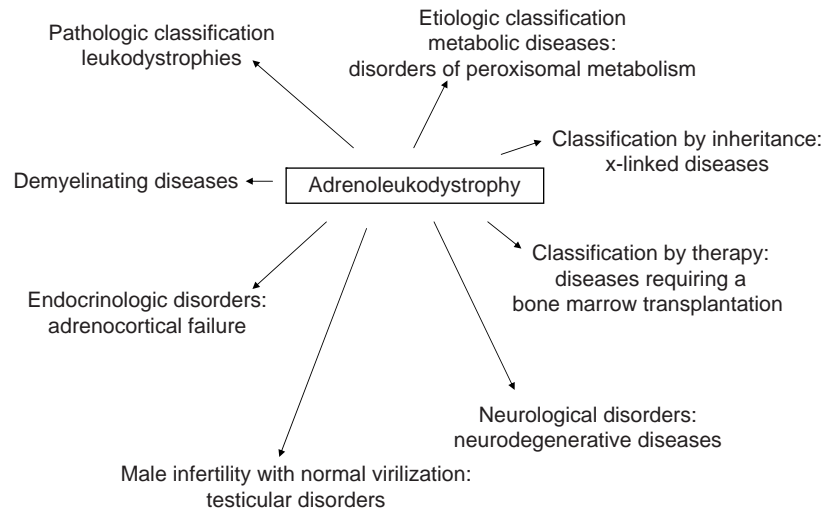 Pathologic classification
leukodystrophies
Etiologic classification
metabolic diseases:
disorders of peroxisomal metabolism
Classification by inheritance:
x-linked diseases
Demyelinating diseases
Adrenoleukodystrophy
Classification by therapy:
diseases requiring a
bone marrow transplantation
Endocrinologic disorders:
adrenocortical failure
Neurological disorders:
neurodegenerative diseases
Male infertility with normal virilization:
testicular disorders